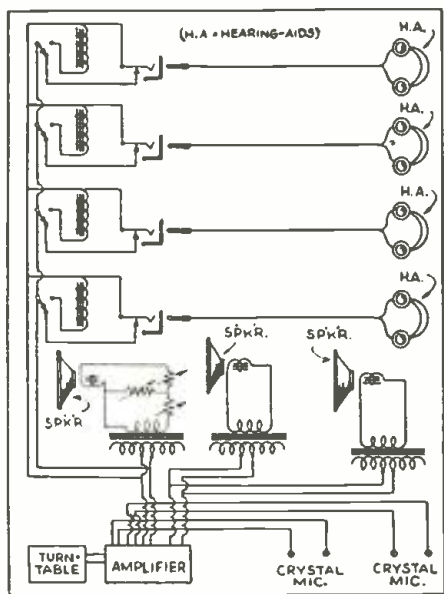 (H.A = HEARING-AIDS)
H.A.
H.A.
H.A.
H.A.
SPK'R.
SPK'R.
SPK'R
TURN-
TABLE
AMPLIFIER
CRYSTAL
MIC.
CRYSTAL
MIC.